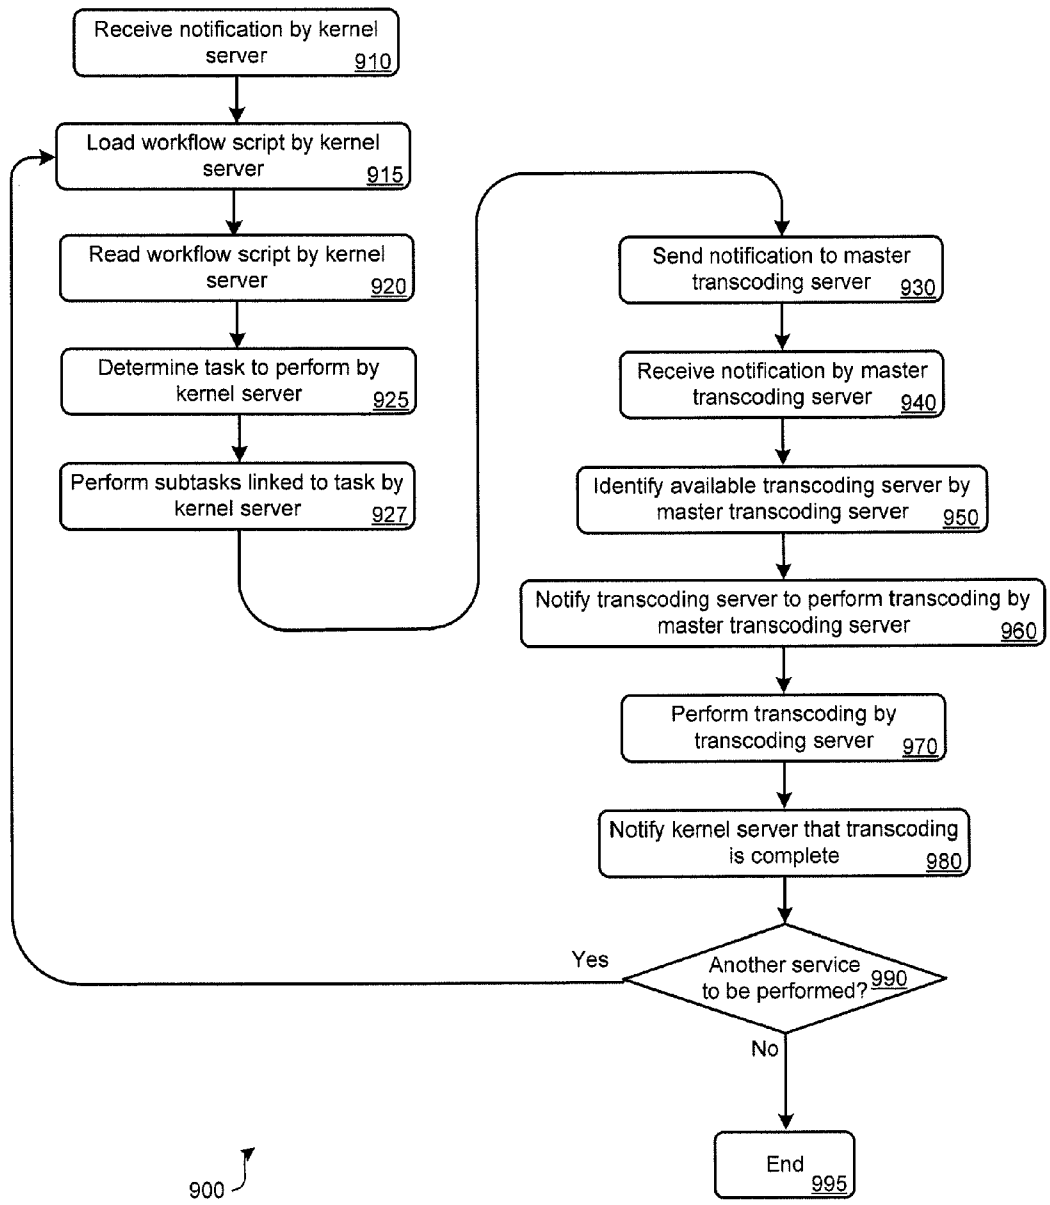 Receive notification by kernel
server
910
Load workflow script by kernel
server
915
Read workflow script by kernel
server
920
Determine task to perform by
kernel server
925
Perform subtasks linked to task by
kernel server
927
Send notification to master
transcoding server
930
Receive notification by master
transcoding server
940
Identify available transcoding server by
master transcoding server
950
Notify transcoding server to perform transcoding by
master transcoding server
960
Perform transcoding by
transcoding server
970
Notify kernel server that transcoding
is complete
980
Yes
Another service
to be performed?
990
No
End
995
900